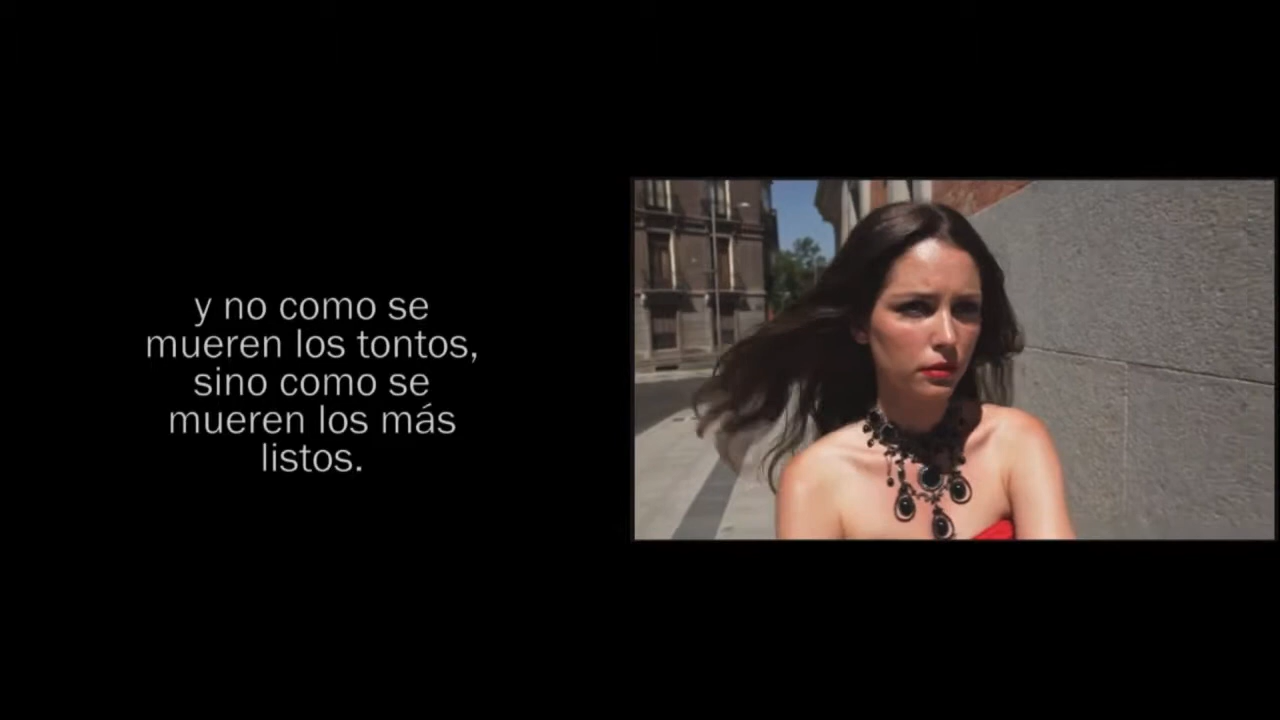 y no como se
mueren los tontos,
sino como se
mueren los más
listos.